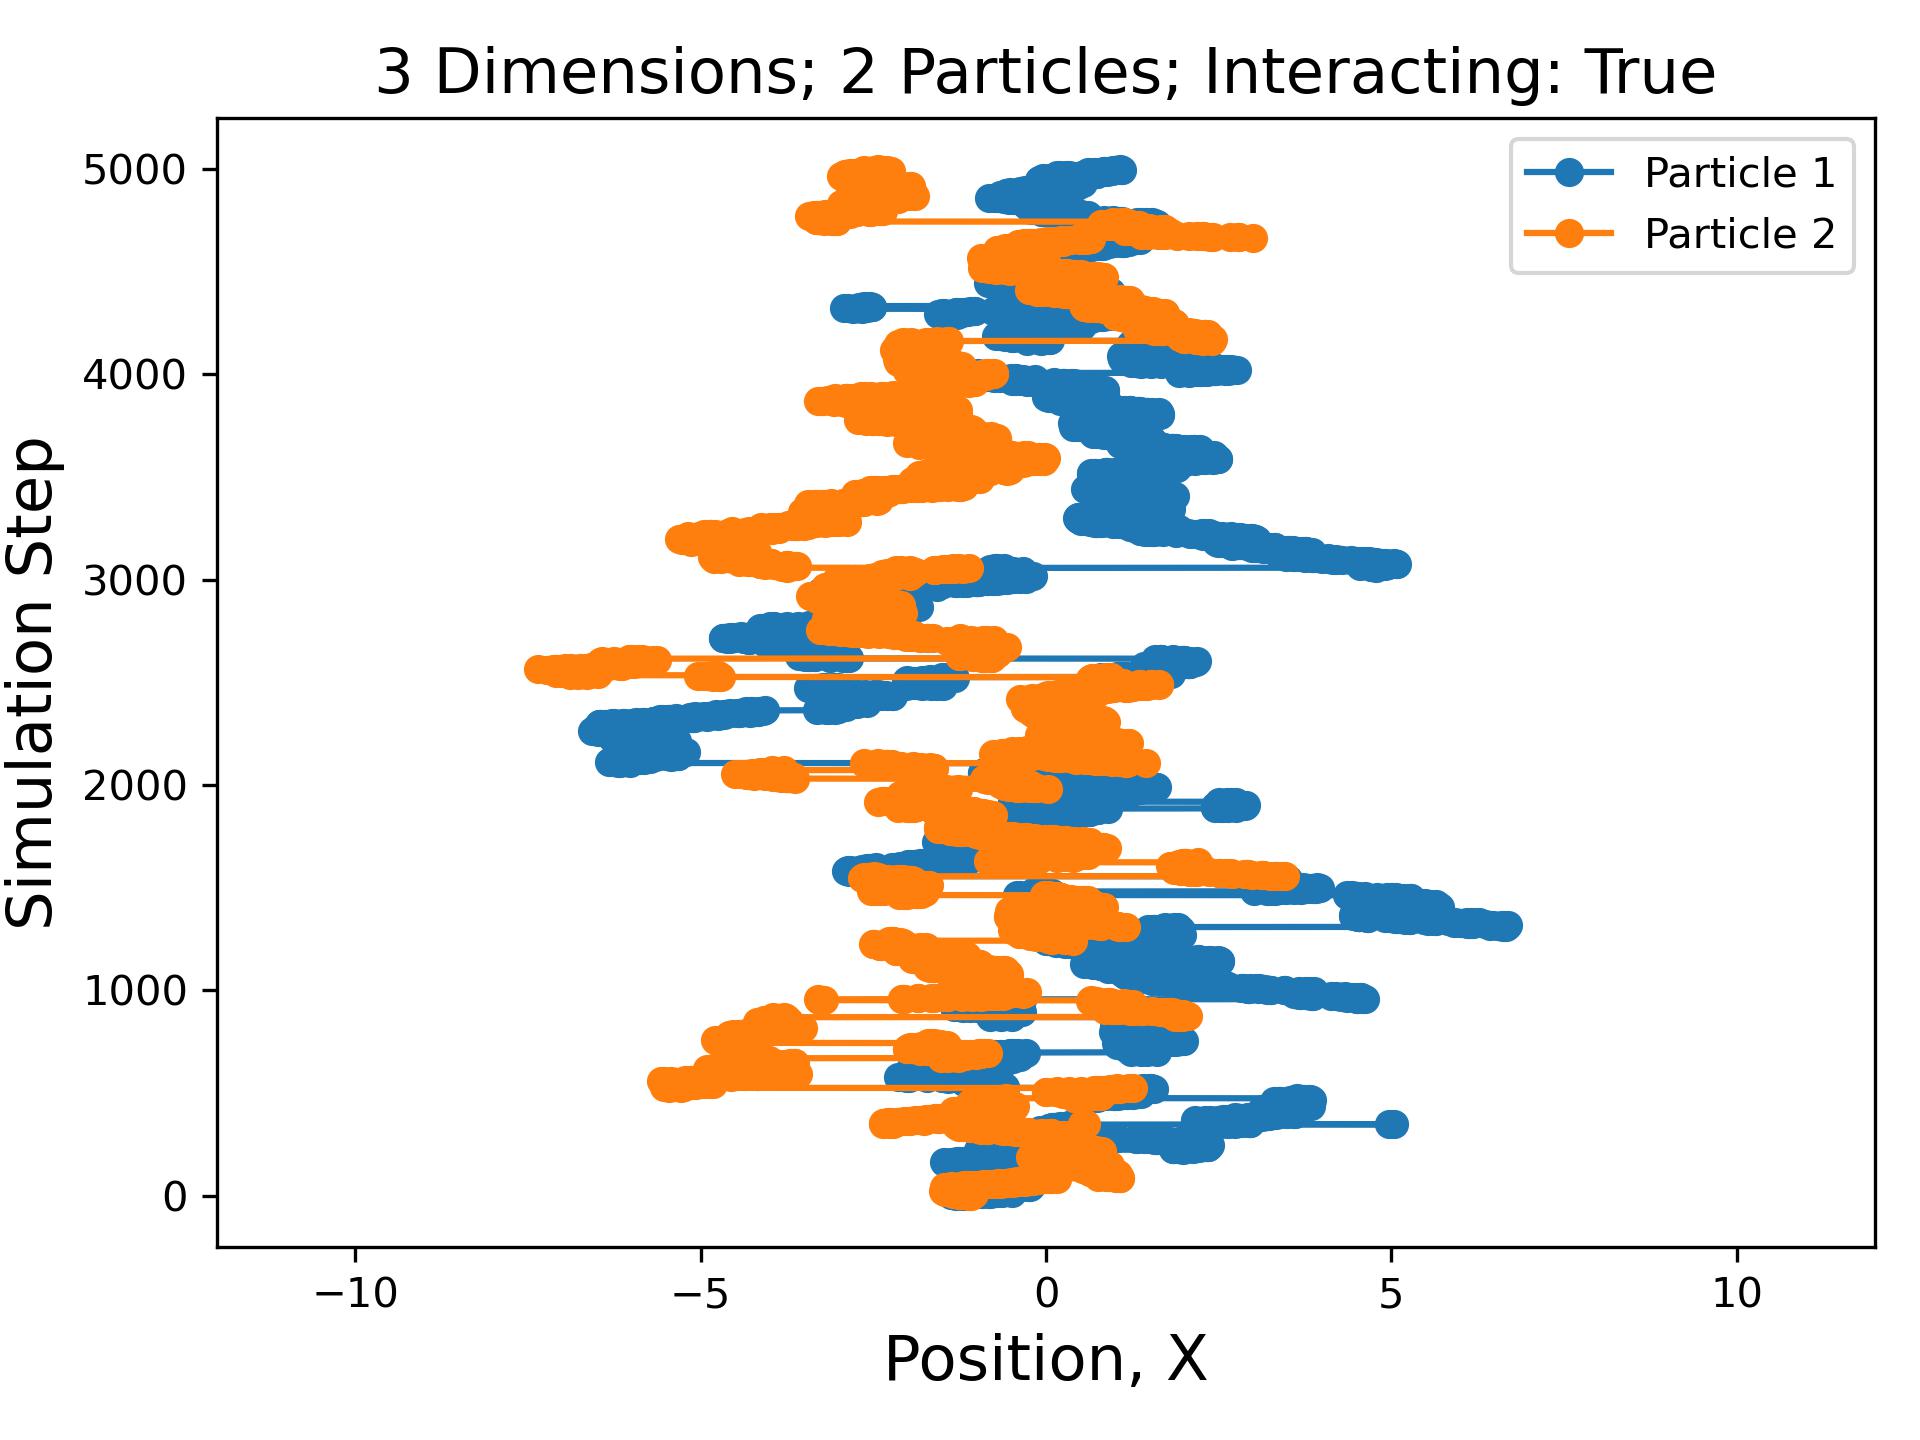 3 Dimensions; 2 Particles; Interacting: True
Particle 1
Particle 2
5000
4000
3000
2000
1000
0
Simulation Step
−10
−5
0
5
10
Position, X